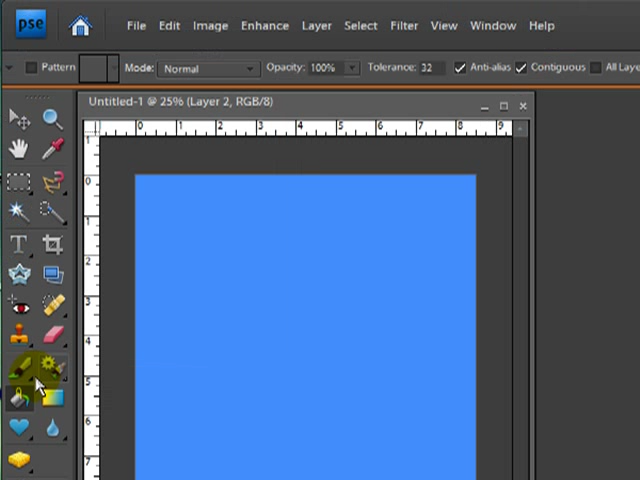 pse File Edit Image Enhance Layer Select Filter View Window Help
Pattern Mode: Normal Opacity: 100% Tolerance: 32 Anti-alias Contiguous All Laye
Untitled-1 @ 25% (Layer 2, RGB/8)
0 1 2 3 4 5 6 7 8 9
1
0
1
2
3
4
5
6
7
T